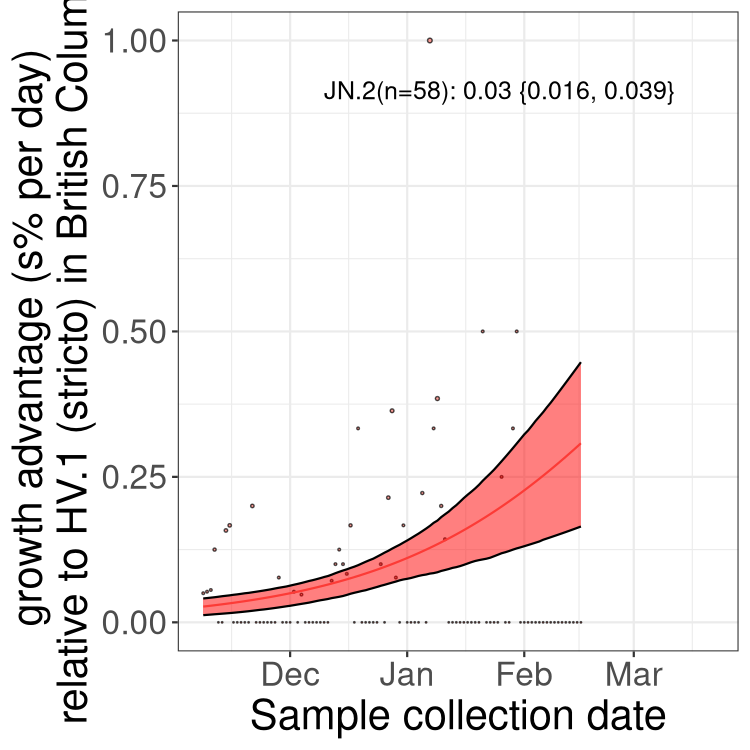 growth advantage (s% per day)
relative to HV.1 (stricto) in British Colum
1.00
0.75
0.50
0.25
0.00
JN.2(n=58): 0.03 {0.016, 0.039}
Dec
Jan
Feb
Mar
Sample collection date